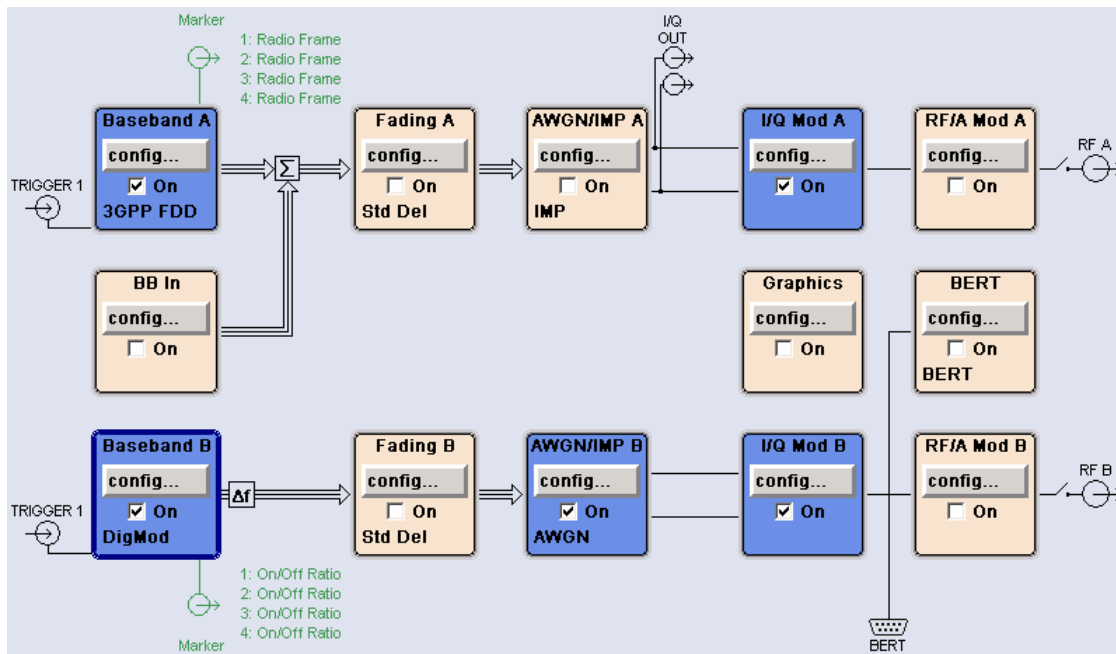 Marker
1: Radio Frame
2: Radio Frame
3: Radio Frame
4: Radio Frame
I/Q
OUT
Baseband A
config...
On
3GPP FDD
TRIGGER 1
Σ
Fading A
config...
On
Std Del
AWGN/IMP A
config...
On
IMP
I/Q Mod A
config...
On
RF/A Mod A
config...
On
RF A
BB In
config...
On
Graphics
config...
On
BERT
config...
On
BERT
Baseband B
config...
On
DigMod
TRIGGER 1
Δf
Fading B
config...
On
Std Del
AWGN/IMP B
config...
On
AWGN
I/Q Mod B
config...
On
RF/A Mod B
config...
On
RF B
1: On/Off Ratio
2: On/Off Ratio
3: On/Off Ratio
4: On/Off Ratio
Marker
BERT